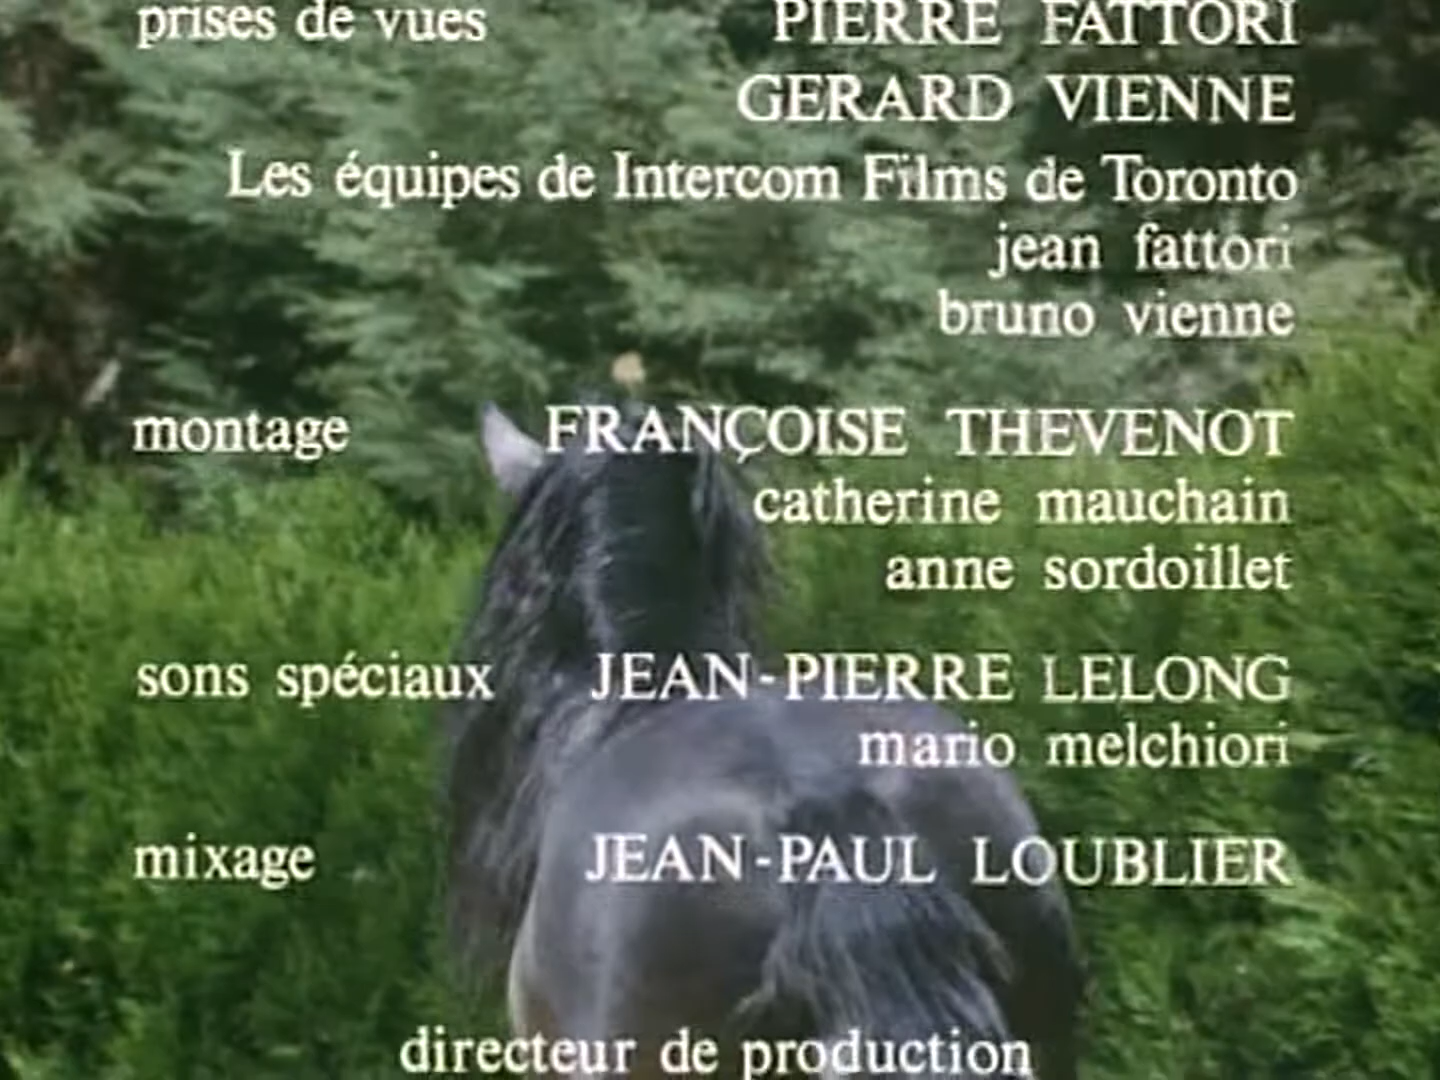 prises de vues PIERRE FATTORI
GERARD VIENNE
Les équipes de Intercom Films de Toronto
jean fattori
bruno vienne
montage FRANÇOISE THEVENOT
catherine mauchain
anne sordoillet
sons spéciaux JEAN-PIERRE LELONG
mario melchiori
mixage JEAN-PAUL LOUBLIER
directeur de production